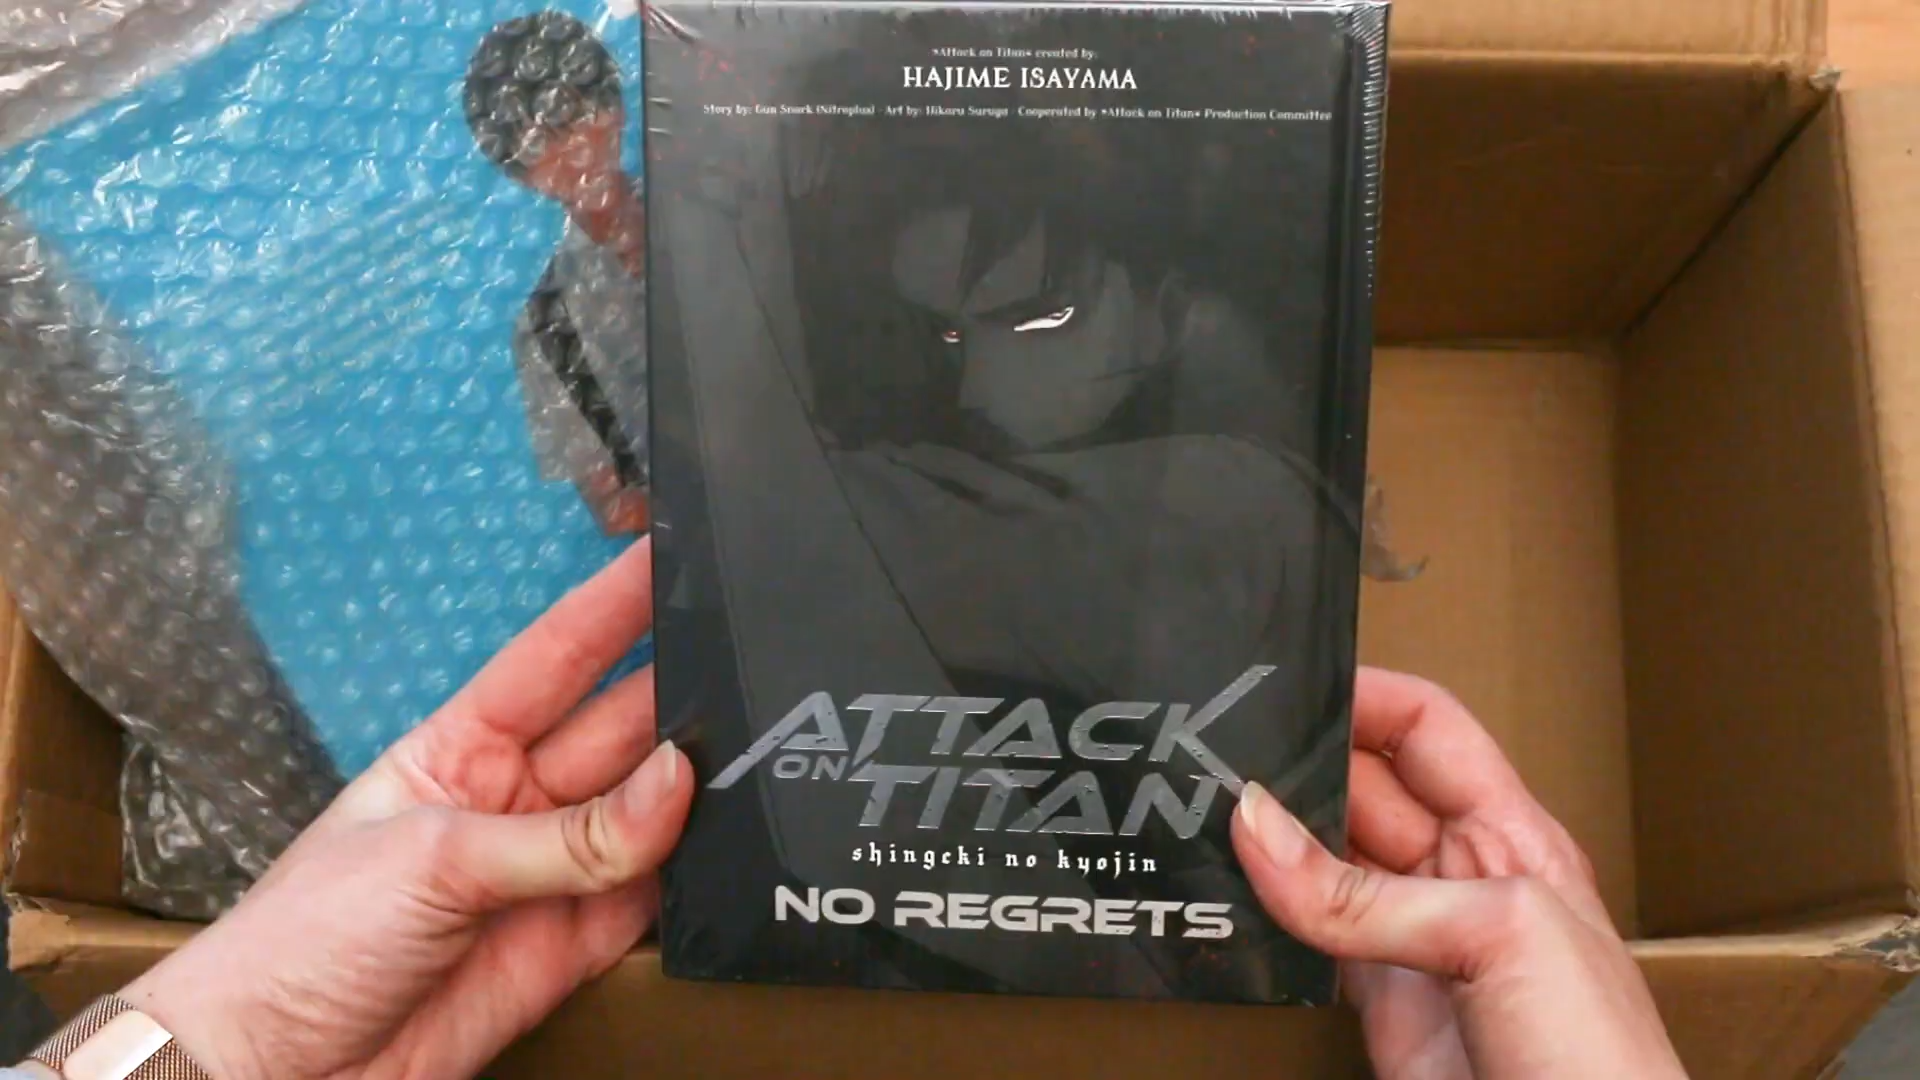 »Attack on Titan« created by:
HAJIME ISAYAMA
Story by: Gun Snark (Nitroplus) · Art by: Hikaru Suruga · Cooperated by »Attack on Titan« Production Committee
ATTACK
ON TITAN
shingeki no kyojin
NO REGRETS